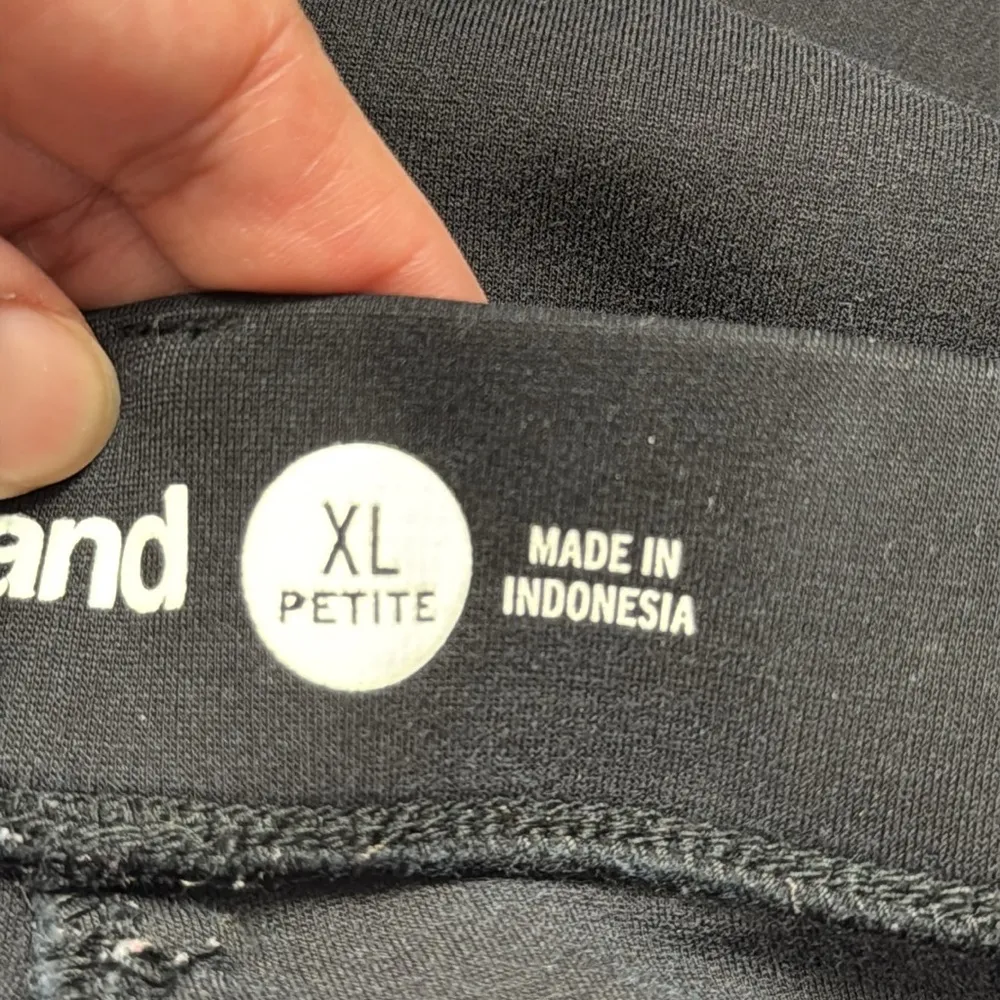 and
XL
PETITE
MADE IN
INDONESIA